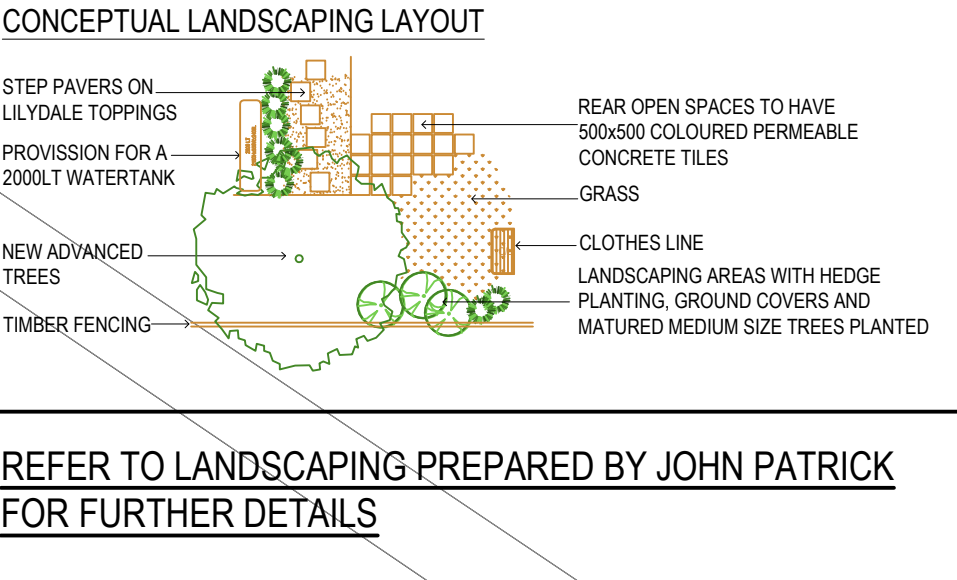 CONCEPTUAL LANDSCAPING LAYOUT
STEP PAVERS ON
LILYDALE TOPPINGS
PROVISSION FOR A
2000LT WATERTANK
NEW ADVANCED
TREES
TIMBER FENCING
REAR OPEN SPACES TO HAVE
500x500 COLOURED PERMEABLE
CONCRETE TILES
GRASS
CLOTHES LINE
LANDSCAPING AREAS WITH HEDGE
PLANTING, GROUND COVERS AND
MATURED MEDIUM SIZE TREES PLANTED
REFER TO LANDSCAPING PREPARED BY JOHN PATRICK
FOR FURTHER DETAILS